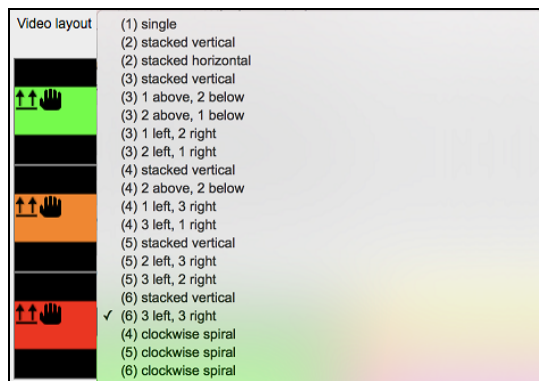 Video layout
(1) single
(2) stacked vertical
(2) stacked horizontal
(3) stacked vertical
(3) 1 above, 2 below
(3) 2 above, 1 below
(3) 1 left, 2 right
(3) 2 left, 1 right
(4) stacked vertical
(4) 2 above, 2 below
(4) 1 left, 3 right
(4) 3 left, 1 right
(5) stacked vertical
(5) 2 left, 3 right
(5) 3 left, 2 right
(6) stacked vertical
✓ (6) 3 left, 3 right
(4) clockwise spiral
(5) clockwise spiral
(6) clockwise spiral